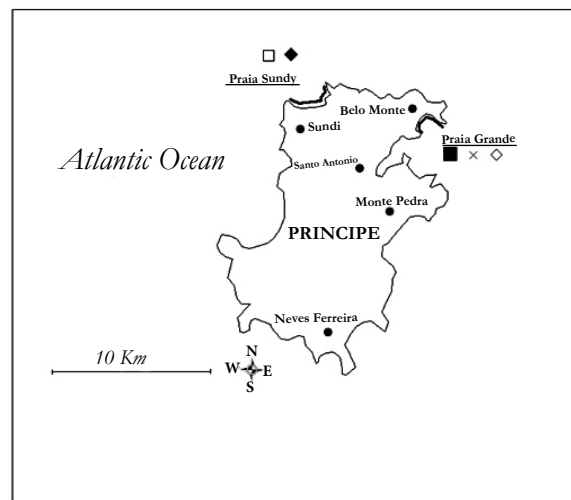 Praia Sundy
Belo Monte
Sundi
Praia Grande
Atlantic Ocean
Santo Antonio
Monte Pedra
PRINCIPE
Neves Ferreira
10 Km
N
W
E
S